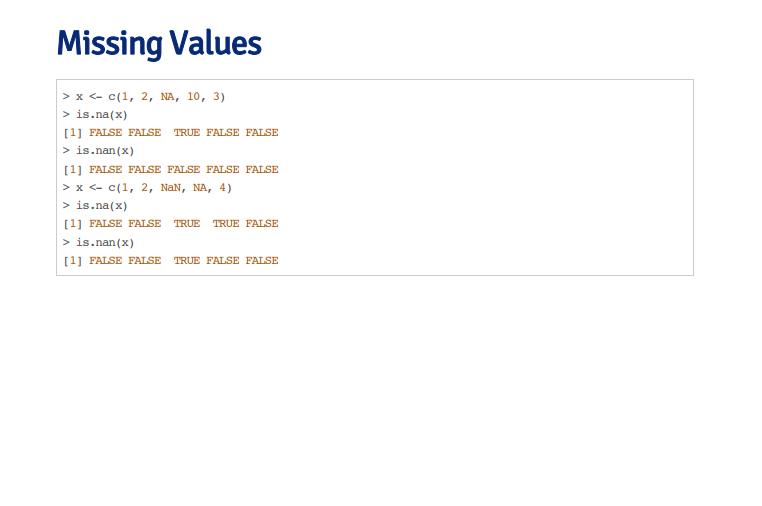 Missing Values
> x <- c(1, 2, NA, 10, 3)
> is.na(x)
[1] FALSE FALSE  TRUE FALSE FALSE
> is.nan(x)
[1] FALSE FALSE FALSE FALSE FALSE
> x <- c(1, 2, NaN, NA, 4)
> is.na(x)
[1] FALSE FALSE  TRUE  TRUE FALSE
> is.nan(x)
[1] FALSE FALSE  TRUE FALSE FALSE